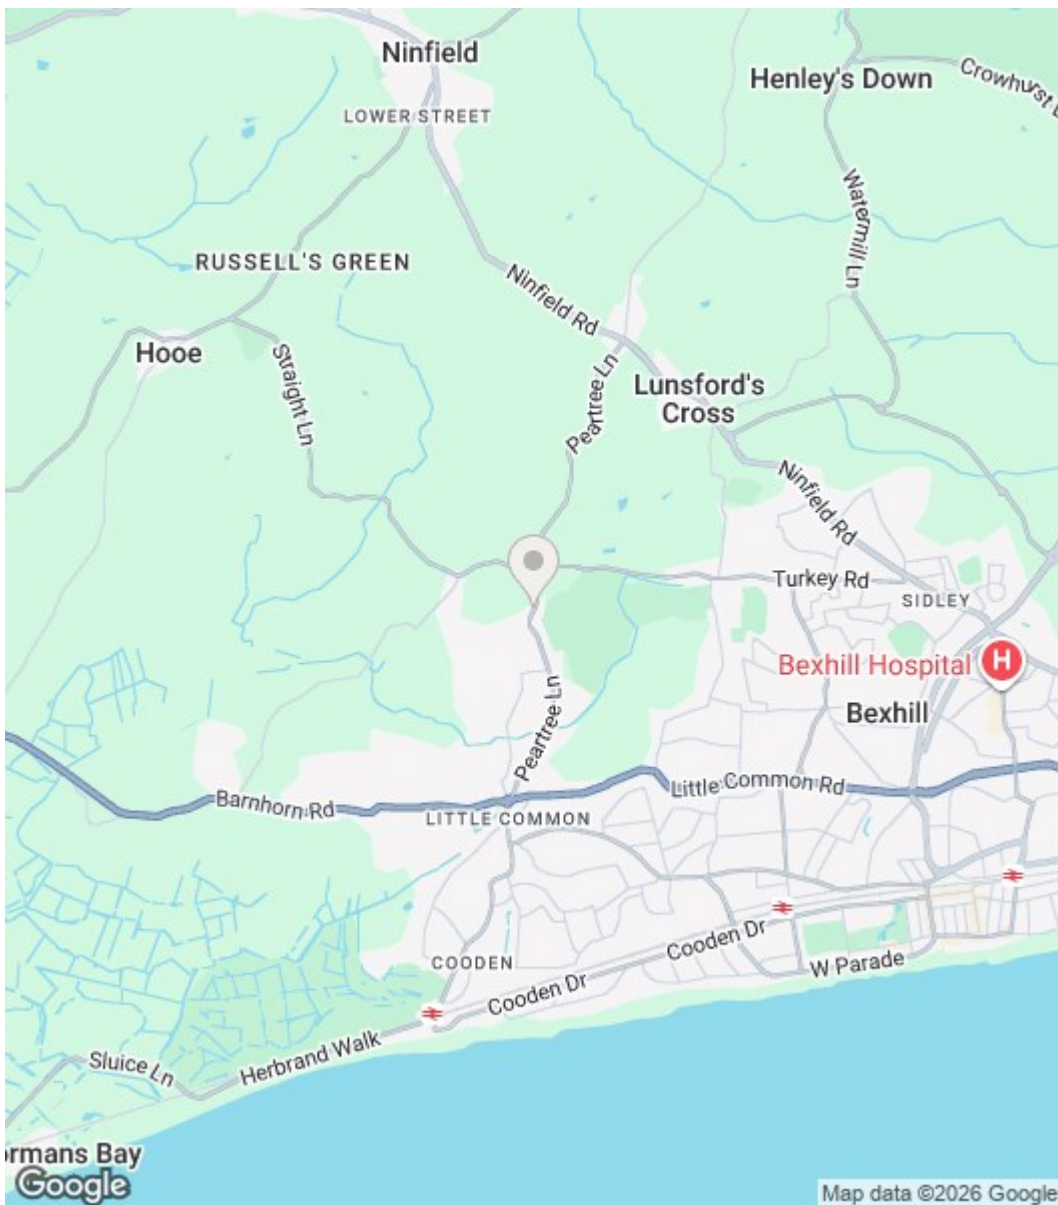 Ninfield
Henley's Down
Crowhurst L
LOWER STREET
Watermill Ln
RUSSELL'S GREEN
Ninfield Rd
Hooe
Straight Ln
Peartree Ln
Lunsford's
Cross
Ninfield Rd
Turkey Rd
SIDLEY
Bexhill Hospital
H
Bexhill
Peartree Ln
Barnhorn Rd
Little Common Rd
LITTLE COMMON
Cooden Dr
W Parade
COODEN
Cooden Dr
Herbrand Walk
Sluice Ln
ormans Bay
Google
Map data ©2026 Google